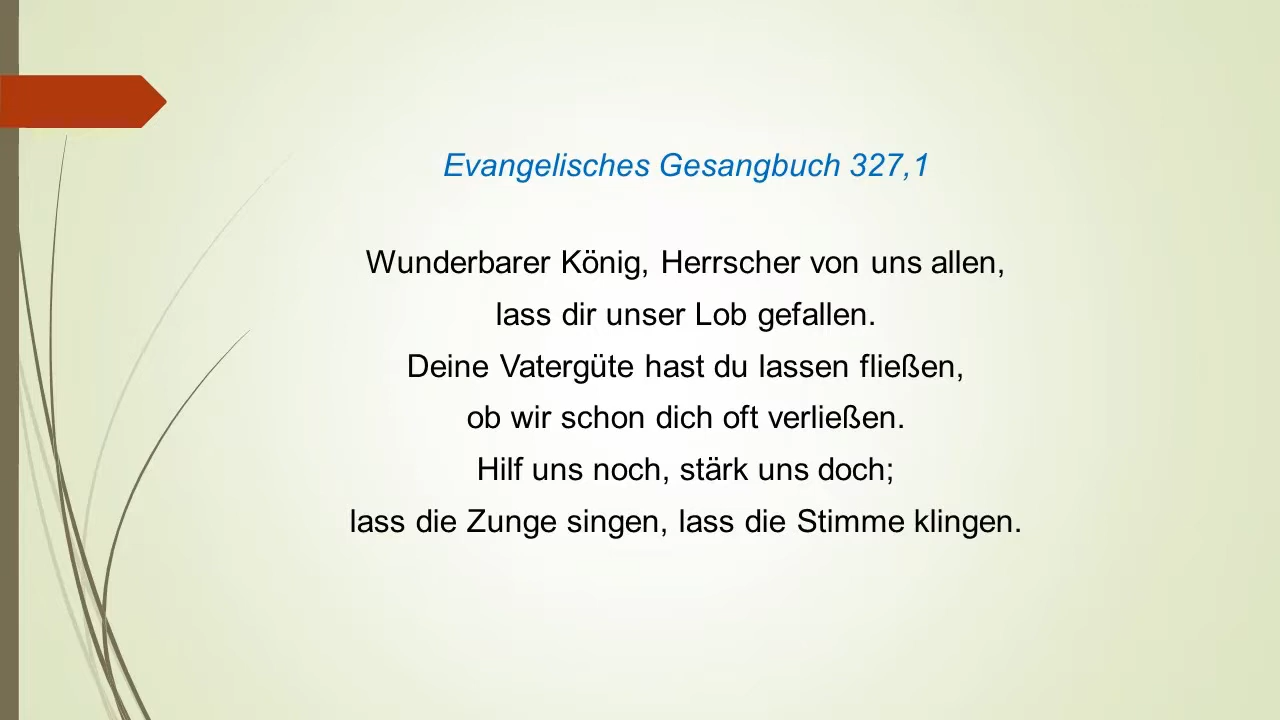 Evangelisches Gesangbuch 327,1
Wunderbarer König, Herrscher von uns allen,
lass dir unser Lob gefallen.
Deine Vatergüte hast du lassen fließen,
ob wir schon dich oft verließen.
Hilf uns noch, stärk uns doch;
lass die Zunge singen, lass die Stimme klingen.